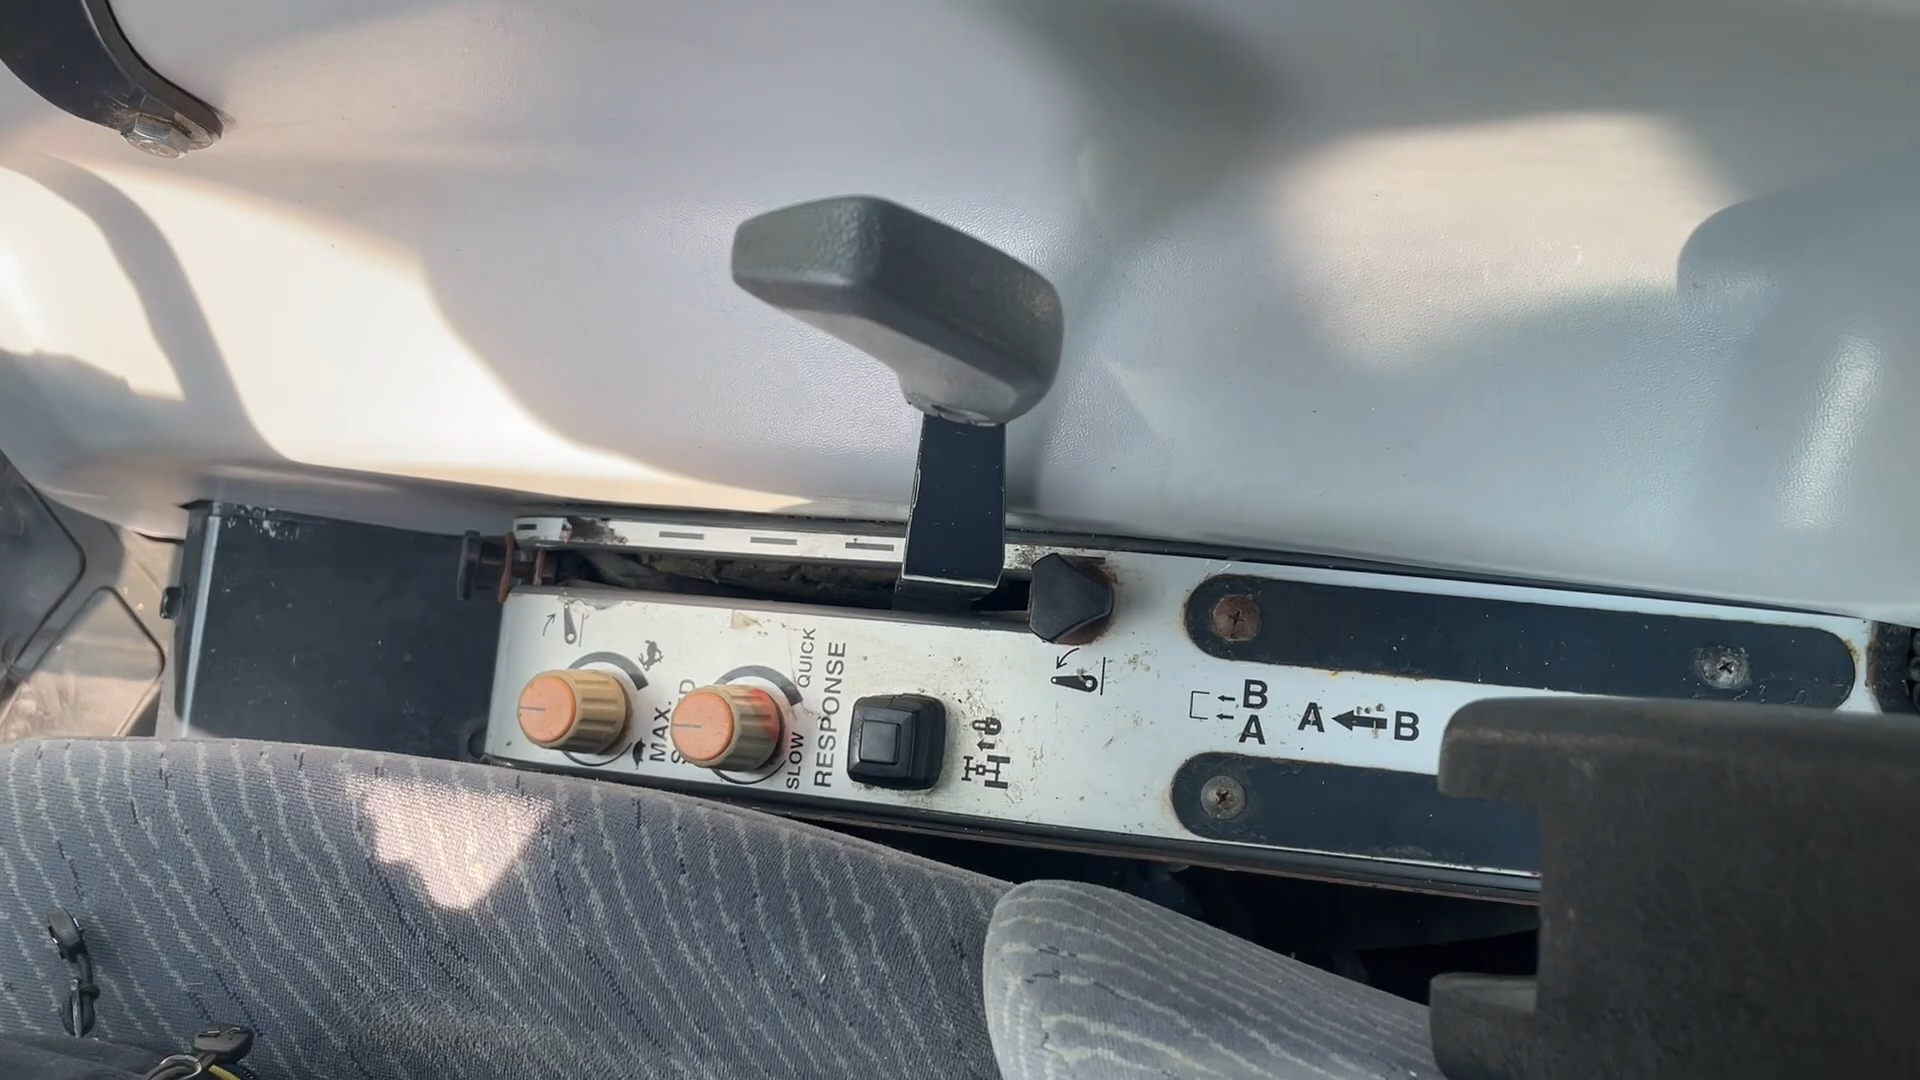 MAX.
QUICK
SLOW
RESPONSE
B
A
A B